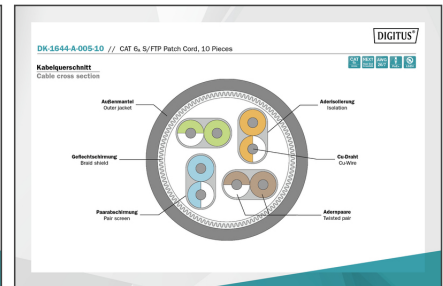 DIGITUS®
DK-1644-A-005-10 // CAT 6A S/FTP Patch Cord, 10 Pieces
Kabelquerschnitt
Cable cross section
Außenmantel
Outer jacket
Aderisolierung
Isolation
Geflechtschirmung
Braid shield
Cu-Draht
Cu-Wire
Paarabschirmung
Pair screen
Adernpaare
Twisted pair